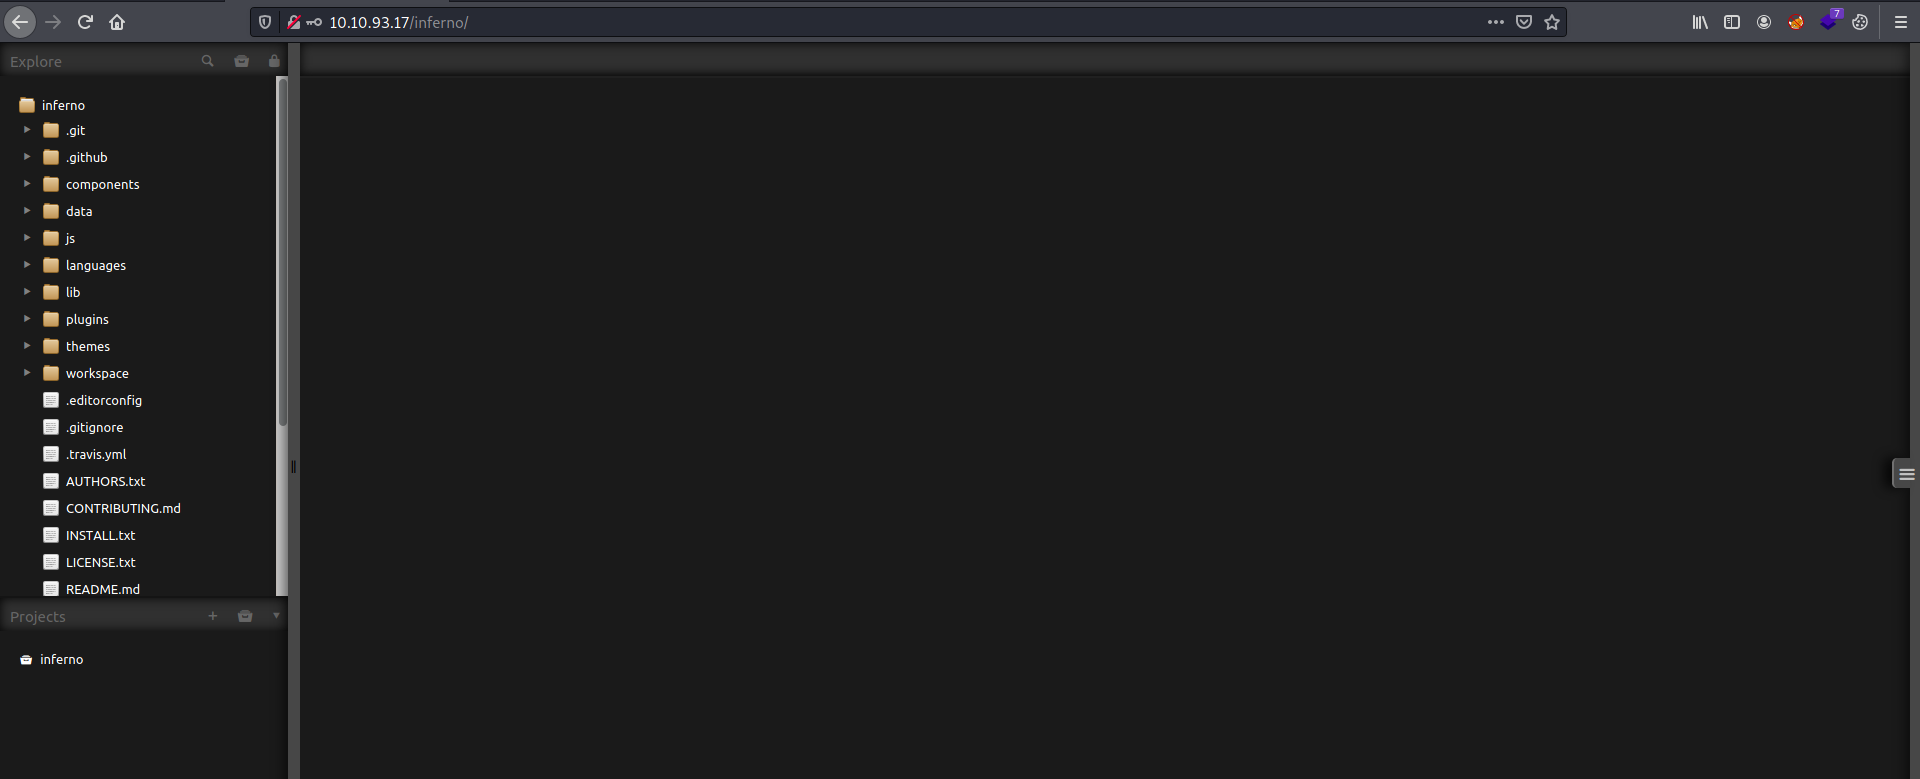 10.10.93.17/inferno/
7
Explore
inferno
.git
.github
components
data
js
languages
lib
plugins
themes
workspace
.editorconfig
.gitignore
.travis.yml
AUTHORS.txt
CONTRIBUTING.md
INSTALL.txt
LICENSE.txt
README.md
Projects
inferno